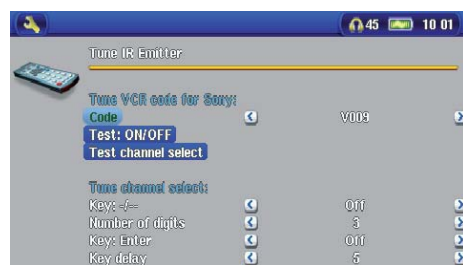 45 10 01
Tune IR Emitter
Tune VCR code for Sony:
Code V009
Test: ON/OFF
Test channel select
Tune channel select:
Key: -/-- Off
Number of digits 3
Key: Enter Off
Key delay 5